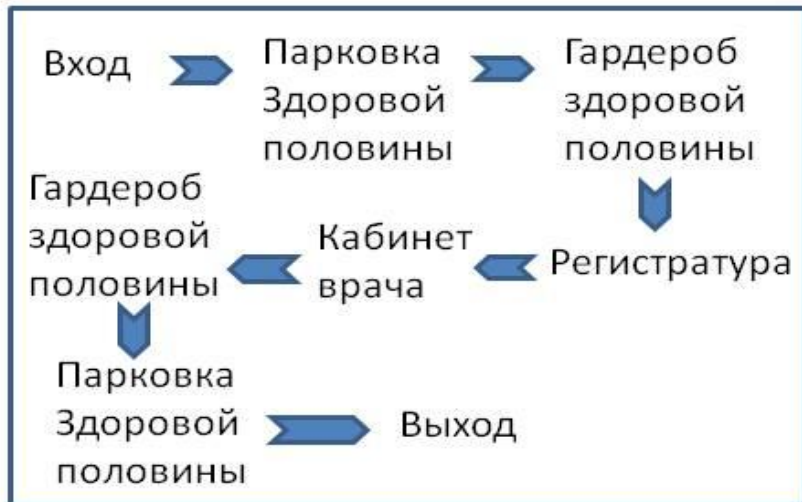 Вход
Парковка
Здоровой
половины
Гардероб
здоровой
половины
Регистратура
Кабинет
врача
Гардероб
здоровой
половины
Парковка
Здоровой
половины
Выход